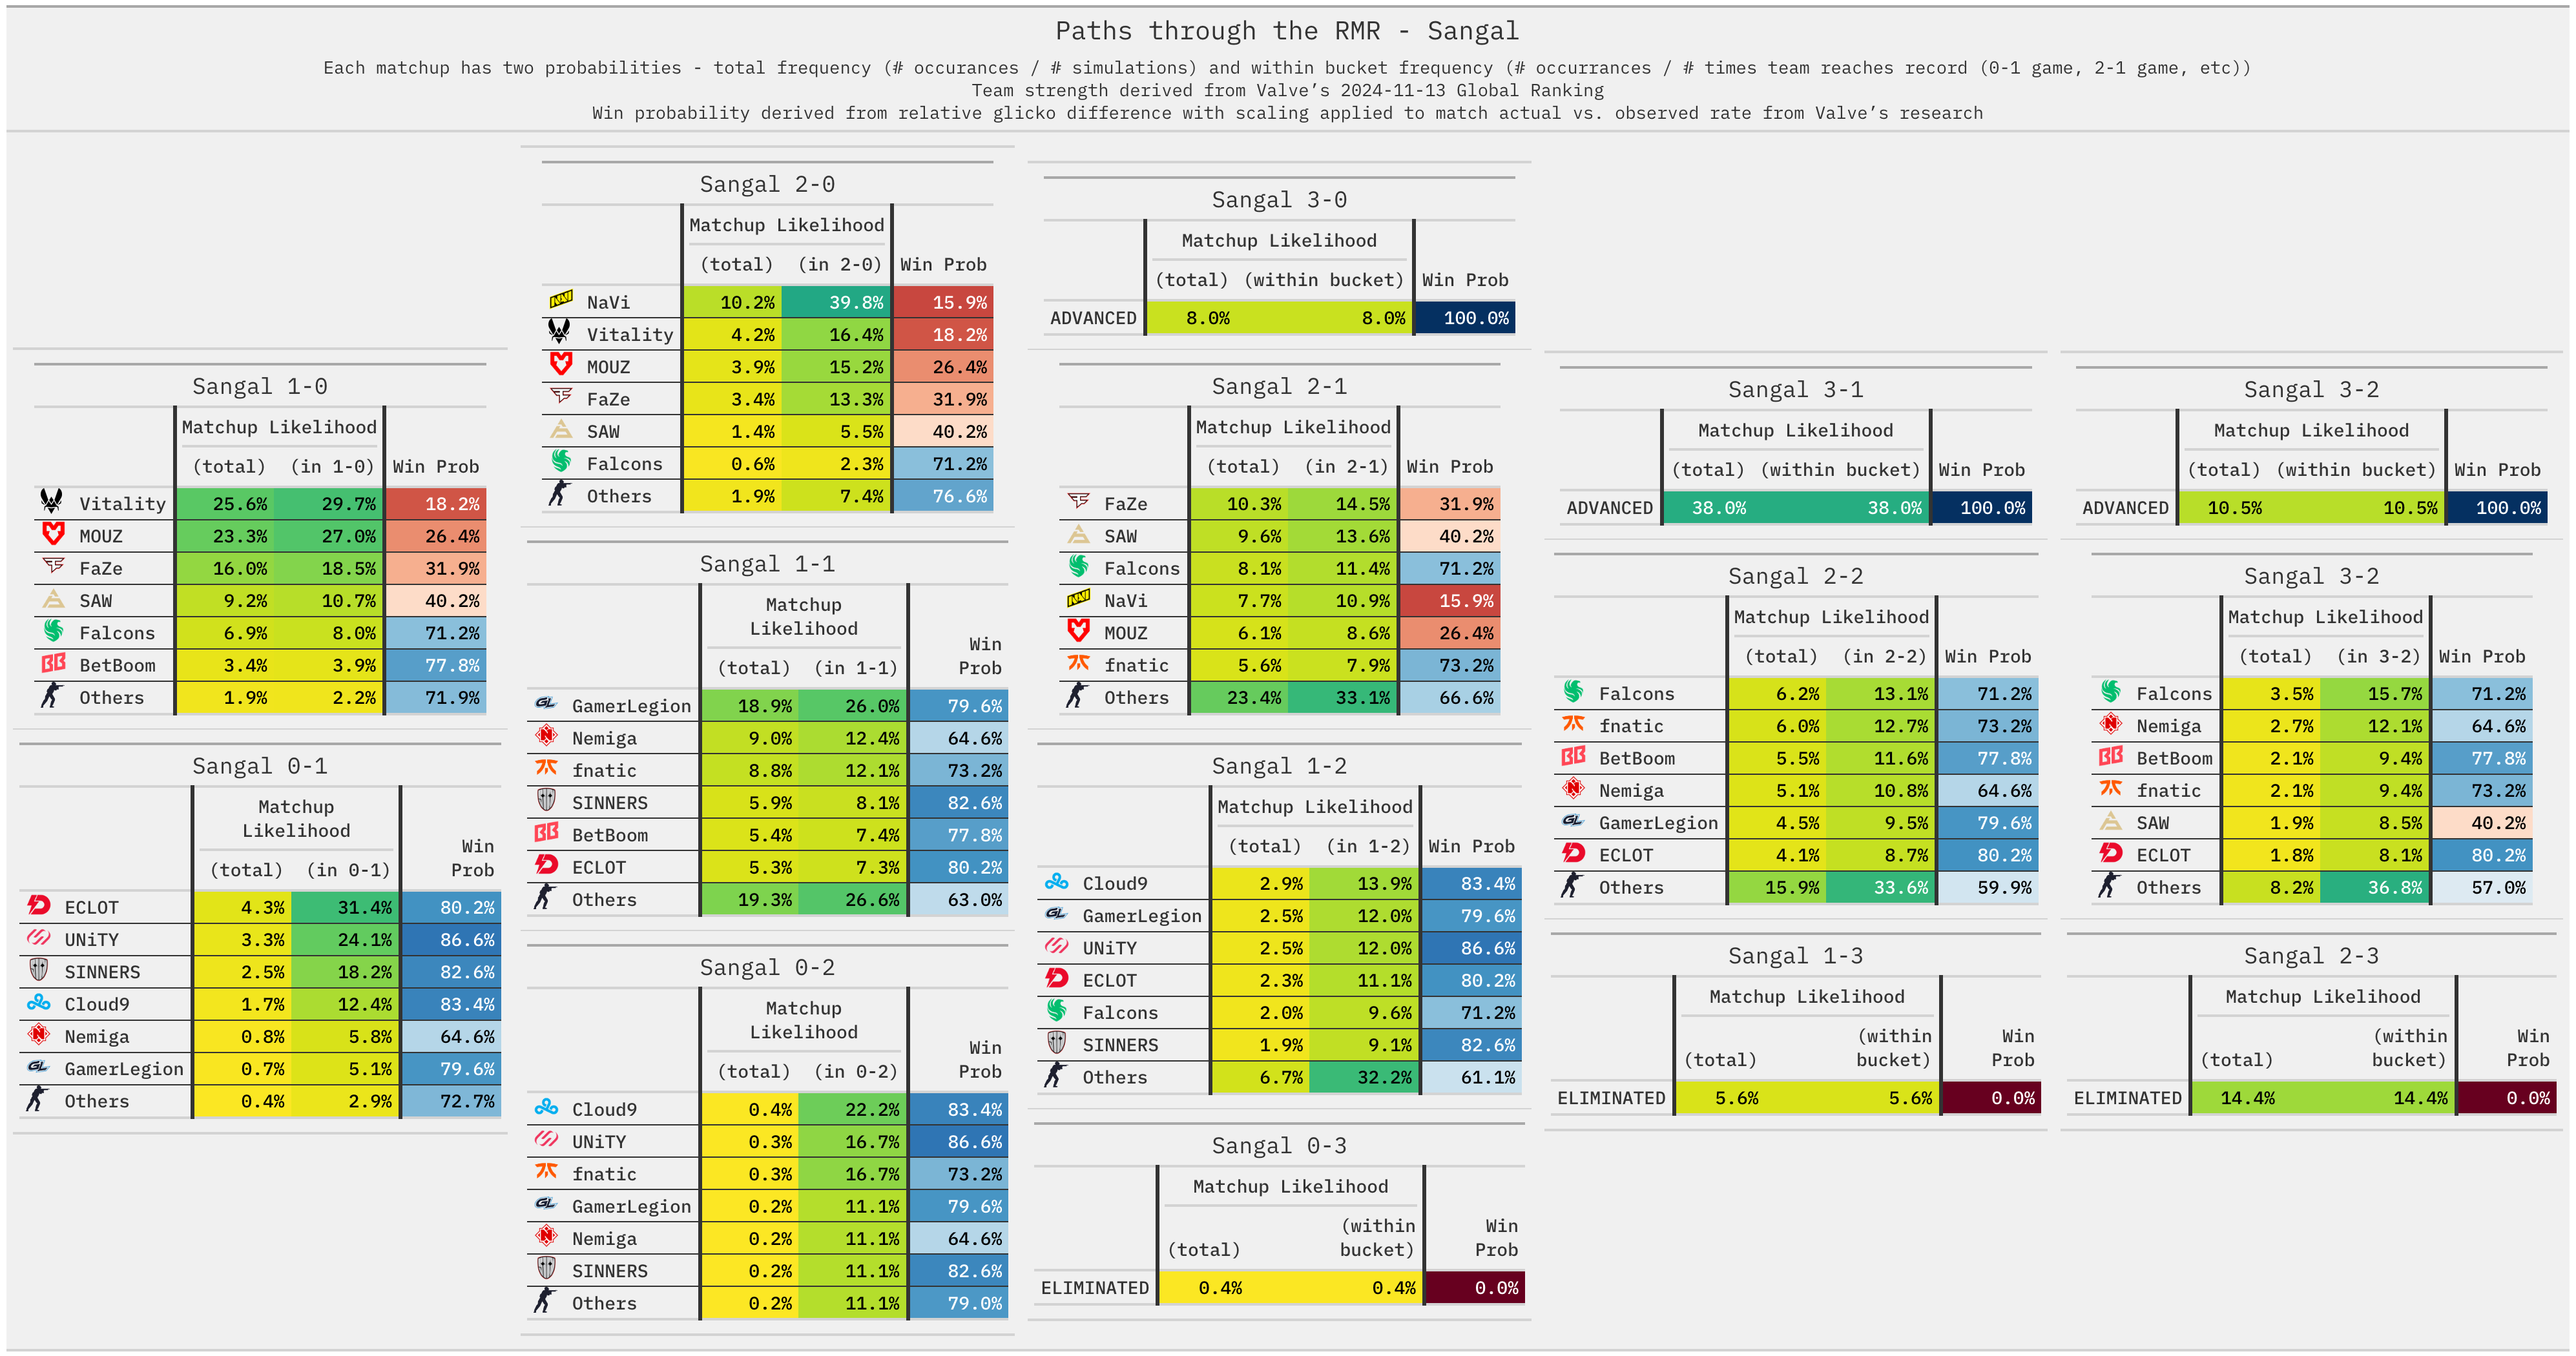 Paths through the RMR - Sangal
Each matchup has two probabilities - total frequency (# occurances / # simulations) and within bucket frequency (# occurrances / # times team reaches record (0-1 game, 2-1 game, etc))
Team strength derived from Valve's 2024-11-13 Global Ranking
Win probability derived from relative glicko difference with scaling applied to match actual vs. observed rate from Valve's research
Sangal 1-0
Matchup Likelihood
(total) (in 1-0) Win Prob
Vitality 25.6% 29.7% 18.2%
MOUZ 23.3% 27.0% 26.4%
FaZe 16.0% 18.5% 31.9%
SAW 9.2% 10.7% 40.2%
Falcons 6.9% 8.0% 71.2%
BetBoom 3.4% 3.9% 77.8%
Others 1.9% 2.2% 71.9%
Sangal 0-1
Matchup
Likelihood
Win
(total) (in 0-1) Prob
ECLOT 4.3% 31.4% 80.2%
UNiTY 3.3% 24.1% 86.6%
SINNERS 2.5% 18.2% 82.6%
Cloud9 1.7% 12.4% 83.4%
Nemiga 0.8% 5.8% 64.6%
GamerLegion 0.7% 5.1% 79.6%
Others 0.4% 2.9% 72.7%
Sangal 2-0
Matchup Likelihood
(total) (in 2-0) Win Prob
NaVi 10.2% 39.8% 15.9%
Vitality 4.2% 16.4% 18.2%
MOUZ 3.9% 15.2% 26.4%
FaZe 3.4% 13.3% 31.9%
SAW 1.4% 5.5% 40.2%
Falcons 0.6% 2.3% 71.2%
Others 1.9% 7.4% 76.6%
Sangal 1-1
Matchup
Likelihood
Win
(total) (in 1-1) Prob
GamerLegion 18.9% 26.0% 79.6%
Nemiga 9.0% 12.4% 64.6%
fnatic 8.8% 12.1% 73.2%
SINNERS 5.9% 8.1% 82.6%
BetBoom 5.4% 7.4% 77.8%
ECLOT 5.3% 7.3% 80.2%
Others 19.3% 26.6% 63.0%
Sangal 0-2
Matchup
Likelihood
Win
(total) (in 0-2) Prob
Cloud9 0.4% 22.2% 83.4%
UNiTY 0.3% 16.7% 86.6%
fnatic 0.3% 16.7% 73.2%
GamerLegion 0.2% 11.1% 79.6%
Nemiga 0.2% 11.1% 64.6%
SINNERS 0.2% 11.1% 82.6%
Others 0.2% 11.1% 79.0%
Sangal 3-0
Matchup Likelihood
(total) (within bucket) Win Prob
ADVANCED 8.0% 8.0% 100.0%
Sangal 2-1
Matchup Likelihood
(total) (in 2-1) Win Prob
FaZe 10.3% 14.5% 31.9%
SAW 9.6% 13.6% 40.2%
Falcons 8.1% 11.4% 71.2%
NaVi 7.7% 10.9% 15.9%
MOUZ 6.1% 8.6% 26.4%
fnatic 5.6% 7.9% 73.2%
Others 23.4% 33.1% 66.6%
Sangal 1-2
Matchup Likelihood
(total) (in 1-2) Win Prob
Cloud9 2.9% 13.9% 83.4%
GamerLegion 2.5% 12.0% 79.6%
UNiTY 2.5% 12.0% 86.6%
ECLOT 2.3% 11.1% 80.2%
Falcons 2.0% 9.6% 71.2%
SINNERS 1.9% 9.1% 82.6%
Others 6.7% 32.2% 61.1%
Sangal 0-3
Matchup Likelihood
(within Win
(total) bucket) Prob
ELIMINATED 0.4% 0.4% 0.0%
Sangal 3-1
Matchup Likelihood
(total) (within bucket) Win Prob
ADVANCED 38.0% 38.0% 100.0%
Sangal 2-2
Matchup Likelihood
(total) (in 2-2) Win Prob
Falcons 6.2% 13.1% 71.2%
fnatic 6.0% 12.7% 73.2%
BetBoom 5.5% 11.6% 77.8%
Nemiga 5.1% 10.8% 64.6%
GamerLegion 4.5% 9.5% 79.6%
ECLOT 4.1% 8.7% 80.2%
Others 15.9% 33.6% 59.9%
Sangal 1-3
Matchup Likelihood
(within Win
(total) bucket) Prob
ELIMINATED 5.6% 5.6% 0.0%
Sangal 3-2
Matchup Likelihood
(total) (within bucket) Win Prob
ADVANCED 10.5% 10.5% 100.0%
Sangal 3-2
Matchup Likelihood
(total) (in 3-2) Win Prob
Falcons 3.5% 15.7% 71.2%
Nemiga 2.7% 12.1% 64.6%
BetBoom 2.1% 9.4% 77.8%
fnatic 2.1% 9.4% 73.2%
SAW 1.9% 8.5% 40.2%
ECLOT 1.8% 8.1% 80.2%
Others 8.2% 36.8% 57.0%
Sangal 2-3
Matchup Likelihood
(within Win
(total) bucket) Prob
ELIMINATED 14.4% 14.4% 0.0%